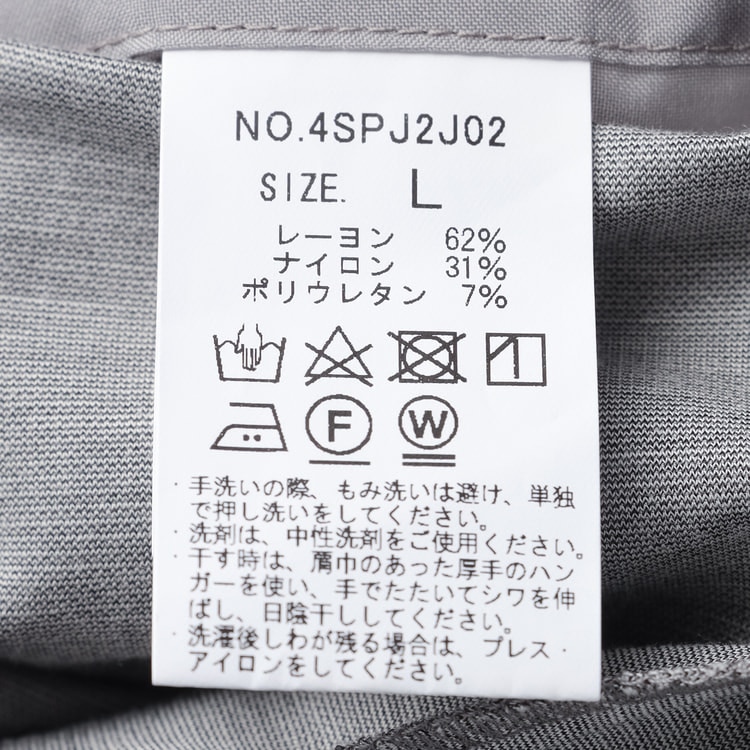 NO.4SPJ2J02
SIZE. L
レーヨン 62%
ナイロン 31%
ポリウレタン 7%
F W
・手洗いの際、もみ洗いは避け、単独
で押し洗いをしてください。
・洗剤は、中性洗剤をご使用ください。
・干す時は、肩巾のあった厚手のハン
ガーを使い、手でたたいてシワを伸
ばし、日陰干ししてください。
・洗濯後しわが残る場合は、プレス・
アイロンをしてください。